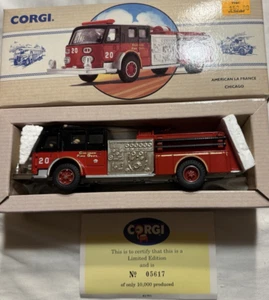 CORGI.
AMERICAN LA FRANCE
CHICAGO
20
20
CORGI
This is to certify that this is a
Limited Edition
and is
No 05617
of only 10,000 produced